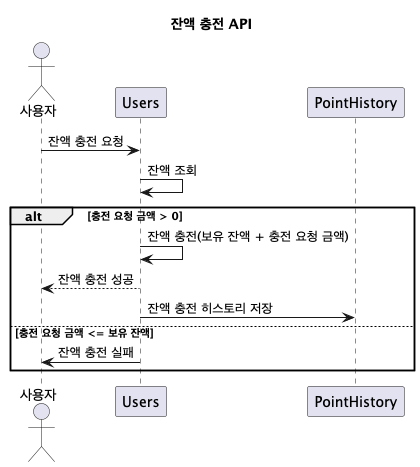 잔액 충전 API
사용자
Users
PointHistory
잔액 충전 요청
잔액 조회
alt
[충전 요청 금액 > 0]
잔액 충전(보유 잔액 + 충전 요청 금액)
잔액 충전 성공
잔액 충전 히스토리 저장
[충전 요청 금액 <= 보유 잔액]
잔액 충전 실패
사용자
Users
PointHistory